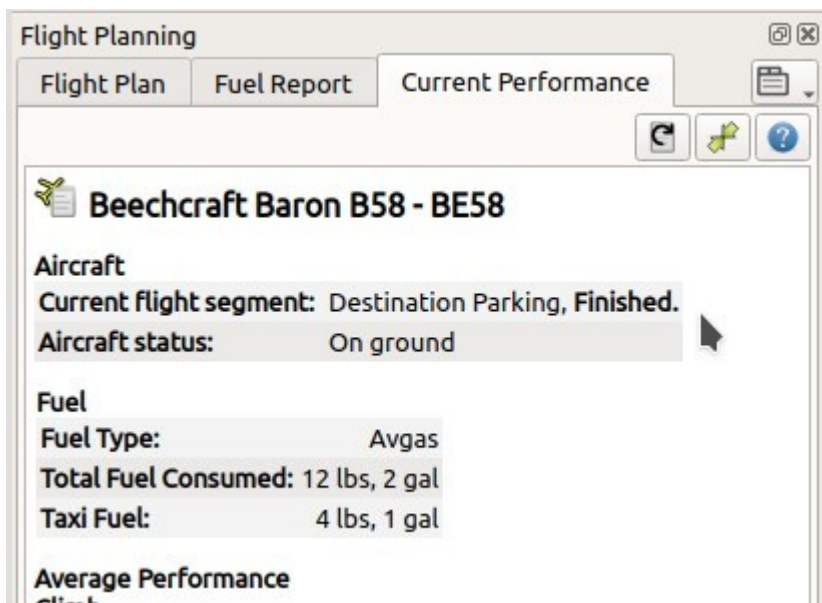 Flight Planning
Flight Plan Fuel Report Current Performance
Beechcraft Baron B58 - BE58
Aircraft
Current flight segment: Destination Parking, Finished.
Aircraft status: On ground
Fuel
Fuel Type: Avgas
Total Fuel Consumed: 12 lbs, 2 gal
Taxi Fuel: 4 lbs, 1 gal
Average Performance